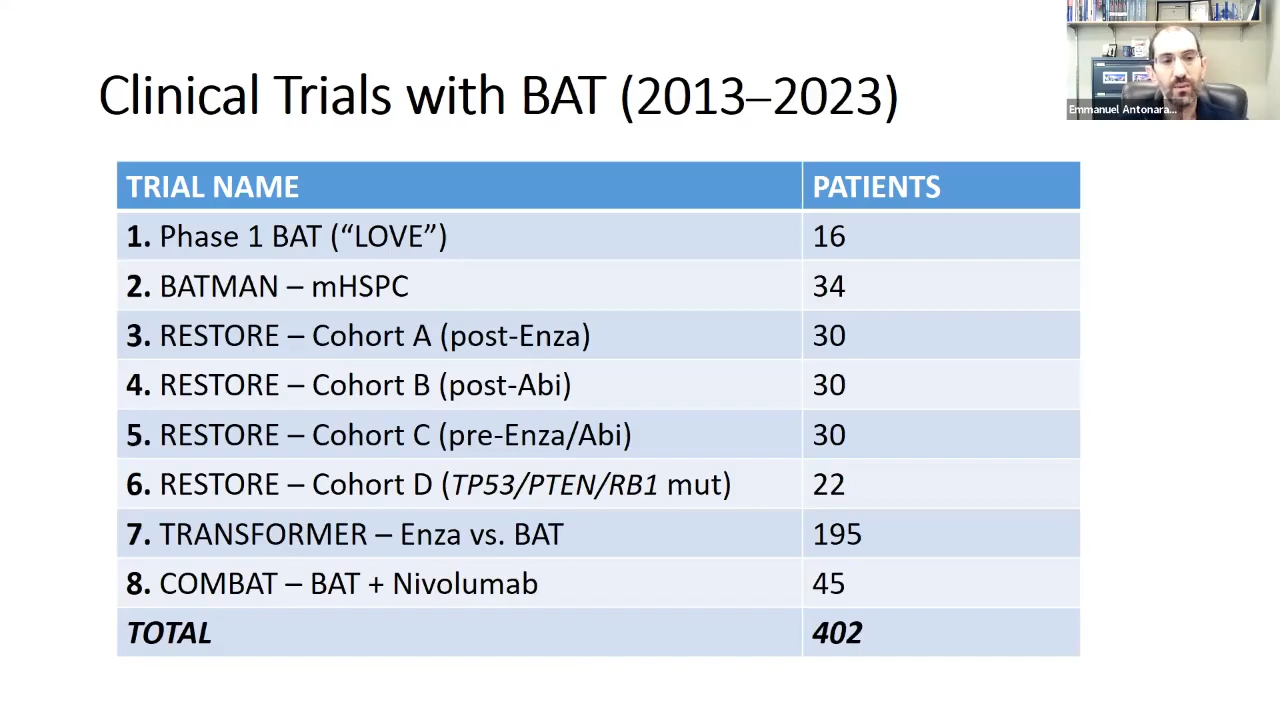 Clinical Trials with BAT (2013–2023)
Emmanuel Antonara...
TRIAL NAME PATIENTS
1. Phase 1 BAT (“LOVE”) 16
2. BATMAN – mHSPC 34
3. RESTORE – Cohort A (post-Enza) 30
4. RESTORE – Cohort B (post-Abi) 30
5. RESTORE – Cohort C (pre-Enza/Abi) 30
6. RESTORE – Cohort D (TP53/PTEN/RB1 mut) 22
7. TRANSFORMER – Enza vs. BAT 195
8. COMBAT – BAT + Nivolumab 45
TOTAL 402